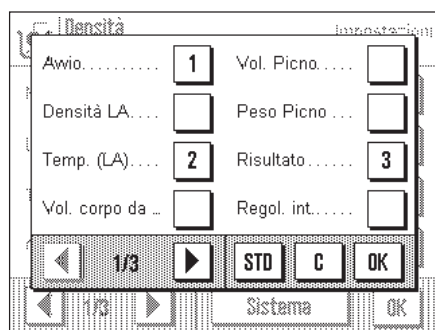 Densità
Impostazioni
Avvio.......... 1
Vol. Picno.....
Densità LA....
Peso Picno ...
Temp. (LA).... 2
Risultato...... 3
Vol. corpo da ...
Regol. int......
1/3
STD
C
OK
1/3
Sistema
OK